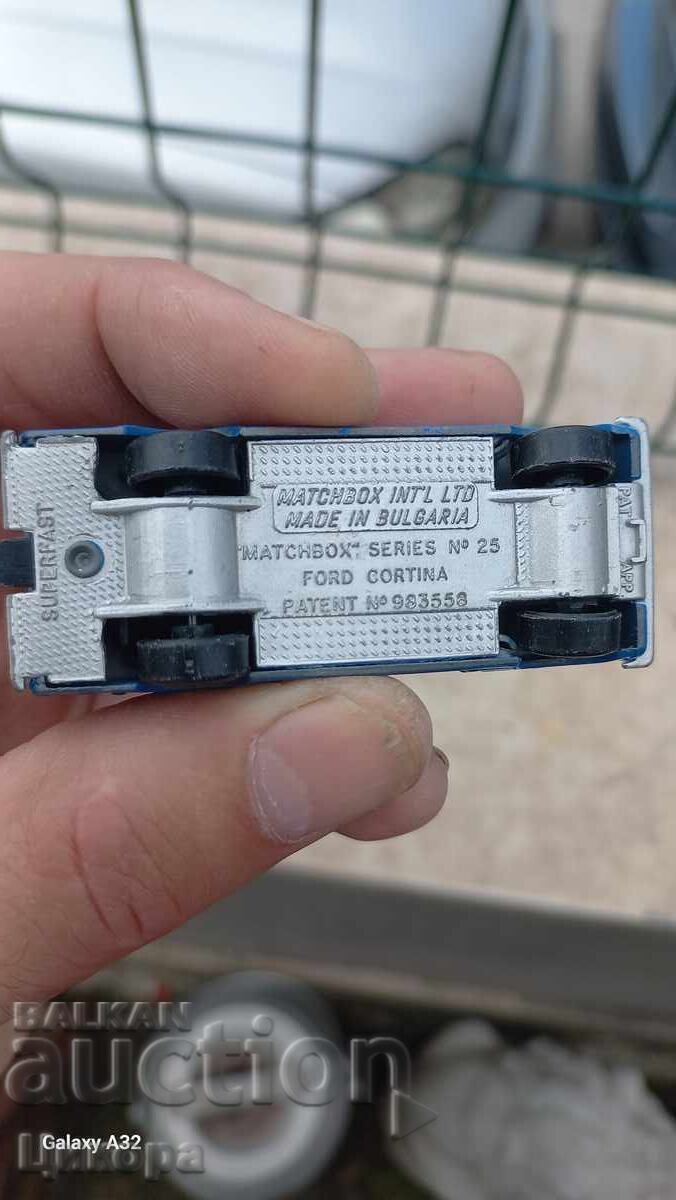 MATCHBOX INT'L LTD
MADE IN BULGARIA
"MATCHBOX" SERIES Nº 25
FORD CORTINA
PATENT Nº 983558
SUPERFAST
PAT APP
BALKAN
auction
Galaxy A32
Цикора